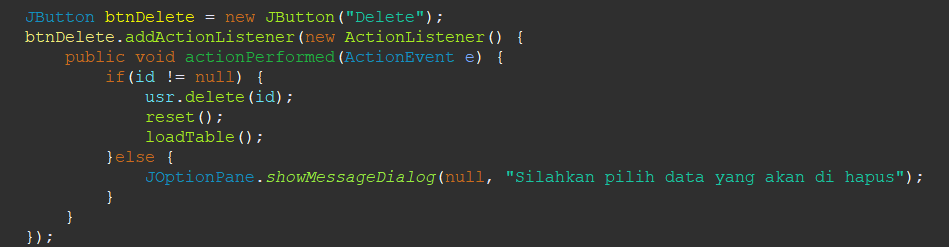 JButton btnDelete = new JButton("Delete");
btnDelete.addActionListener(new ActionListener() {
    public void actionPerformed(ActionEvent e) {
        if(id != null) {
            usr.delete(id);
            reset();
            loadTable();
        }else {
            JOptionPane.showMessageDialog(null, "Silahkan pilih data yang akan di hapus");
        }
    }
});